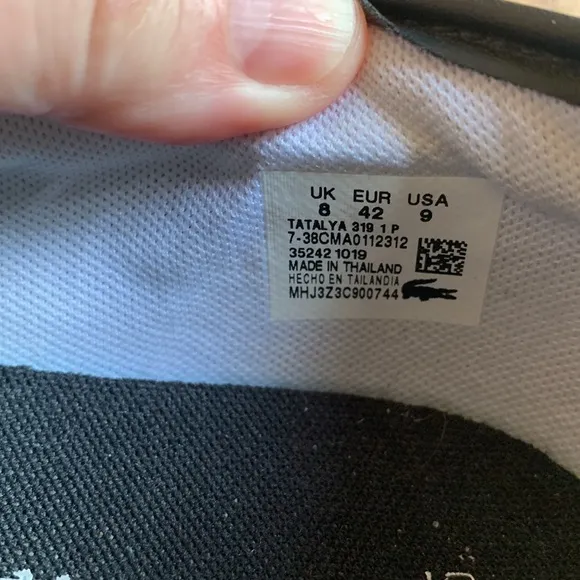 UK EUR USA
8 42 9
TATALYA 319 1 P
7-38CMA0112312
35242 1019
MADE IN THAILAND
HECHO EN TAILANDIA
MHJ3Z3C900744